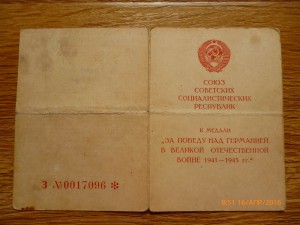 СОЮЗ
СОВЕТСКИХ
СОЦИАЛИСТИЧЕСКИХ
РЕСПУБЛИК
К МЕДАЛИ
„ЗА ПОБЕДУ НАД ГЕРМАНИЕЙ
В ВЕЛИКОЙ ОТЕЧЕСТВЕННОЙ
ВОЙНЕ 1941—1945 гг.“
З №0017096 ✻